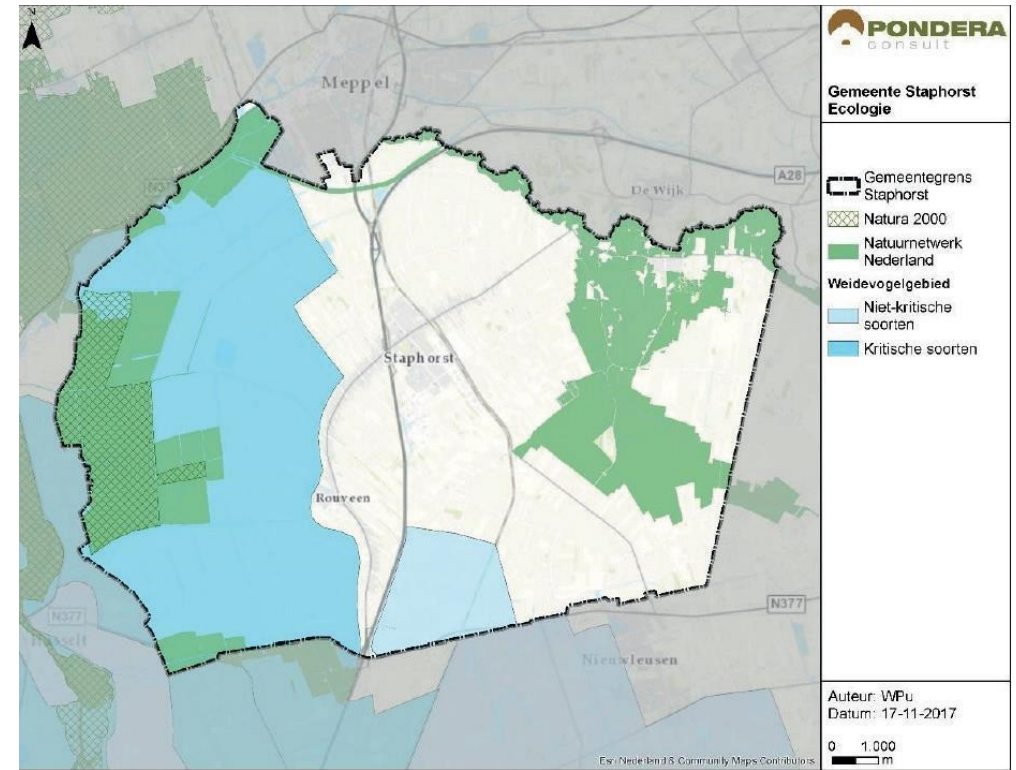 N
Meppel
A28
De Wijk
Staphorst
Rouveen
N377
N377
Hasselt
Nieuwleusen
Esri Nederland & Community Maps Contributors
PONDERA
consult
Gemeente Staphorst
Ecologie
Gemeentegrens
Staphorst
Natura 2000
Natuurnetwerk
Nederland
Weidevogelgebied
Niet-kritische
soorten
Kritische soorten
Auteur: WPu
Datum: 17-11-2017
0 1.000
m